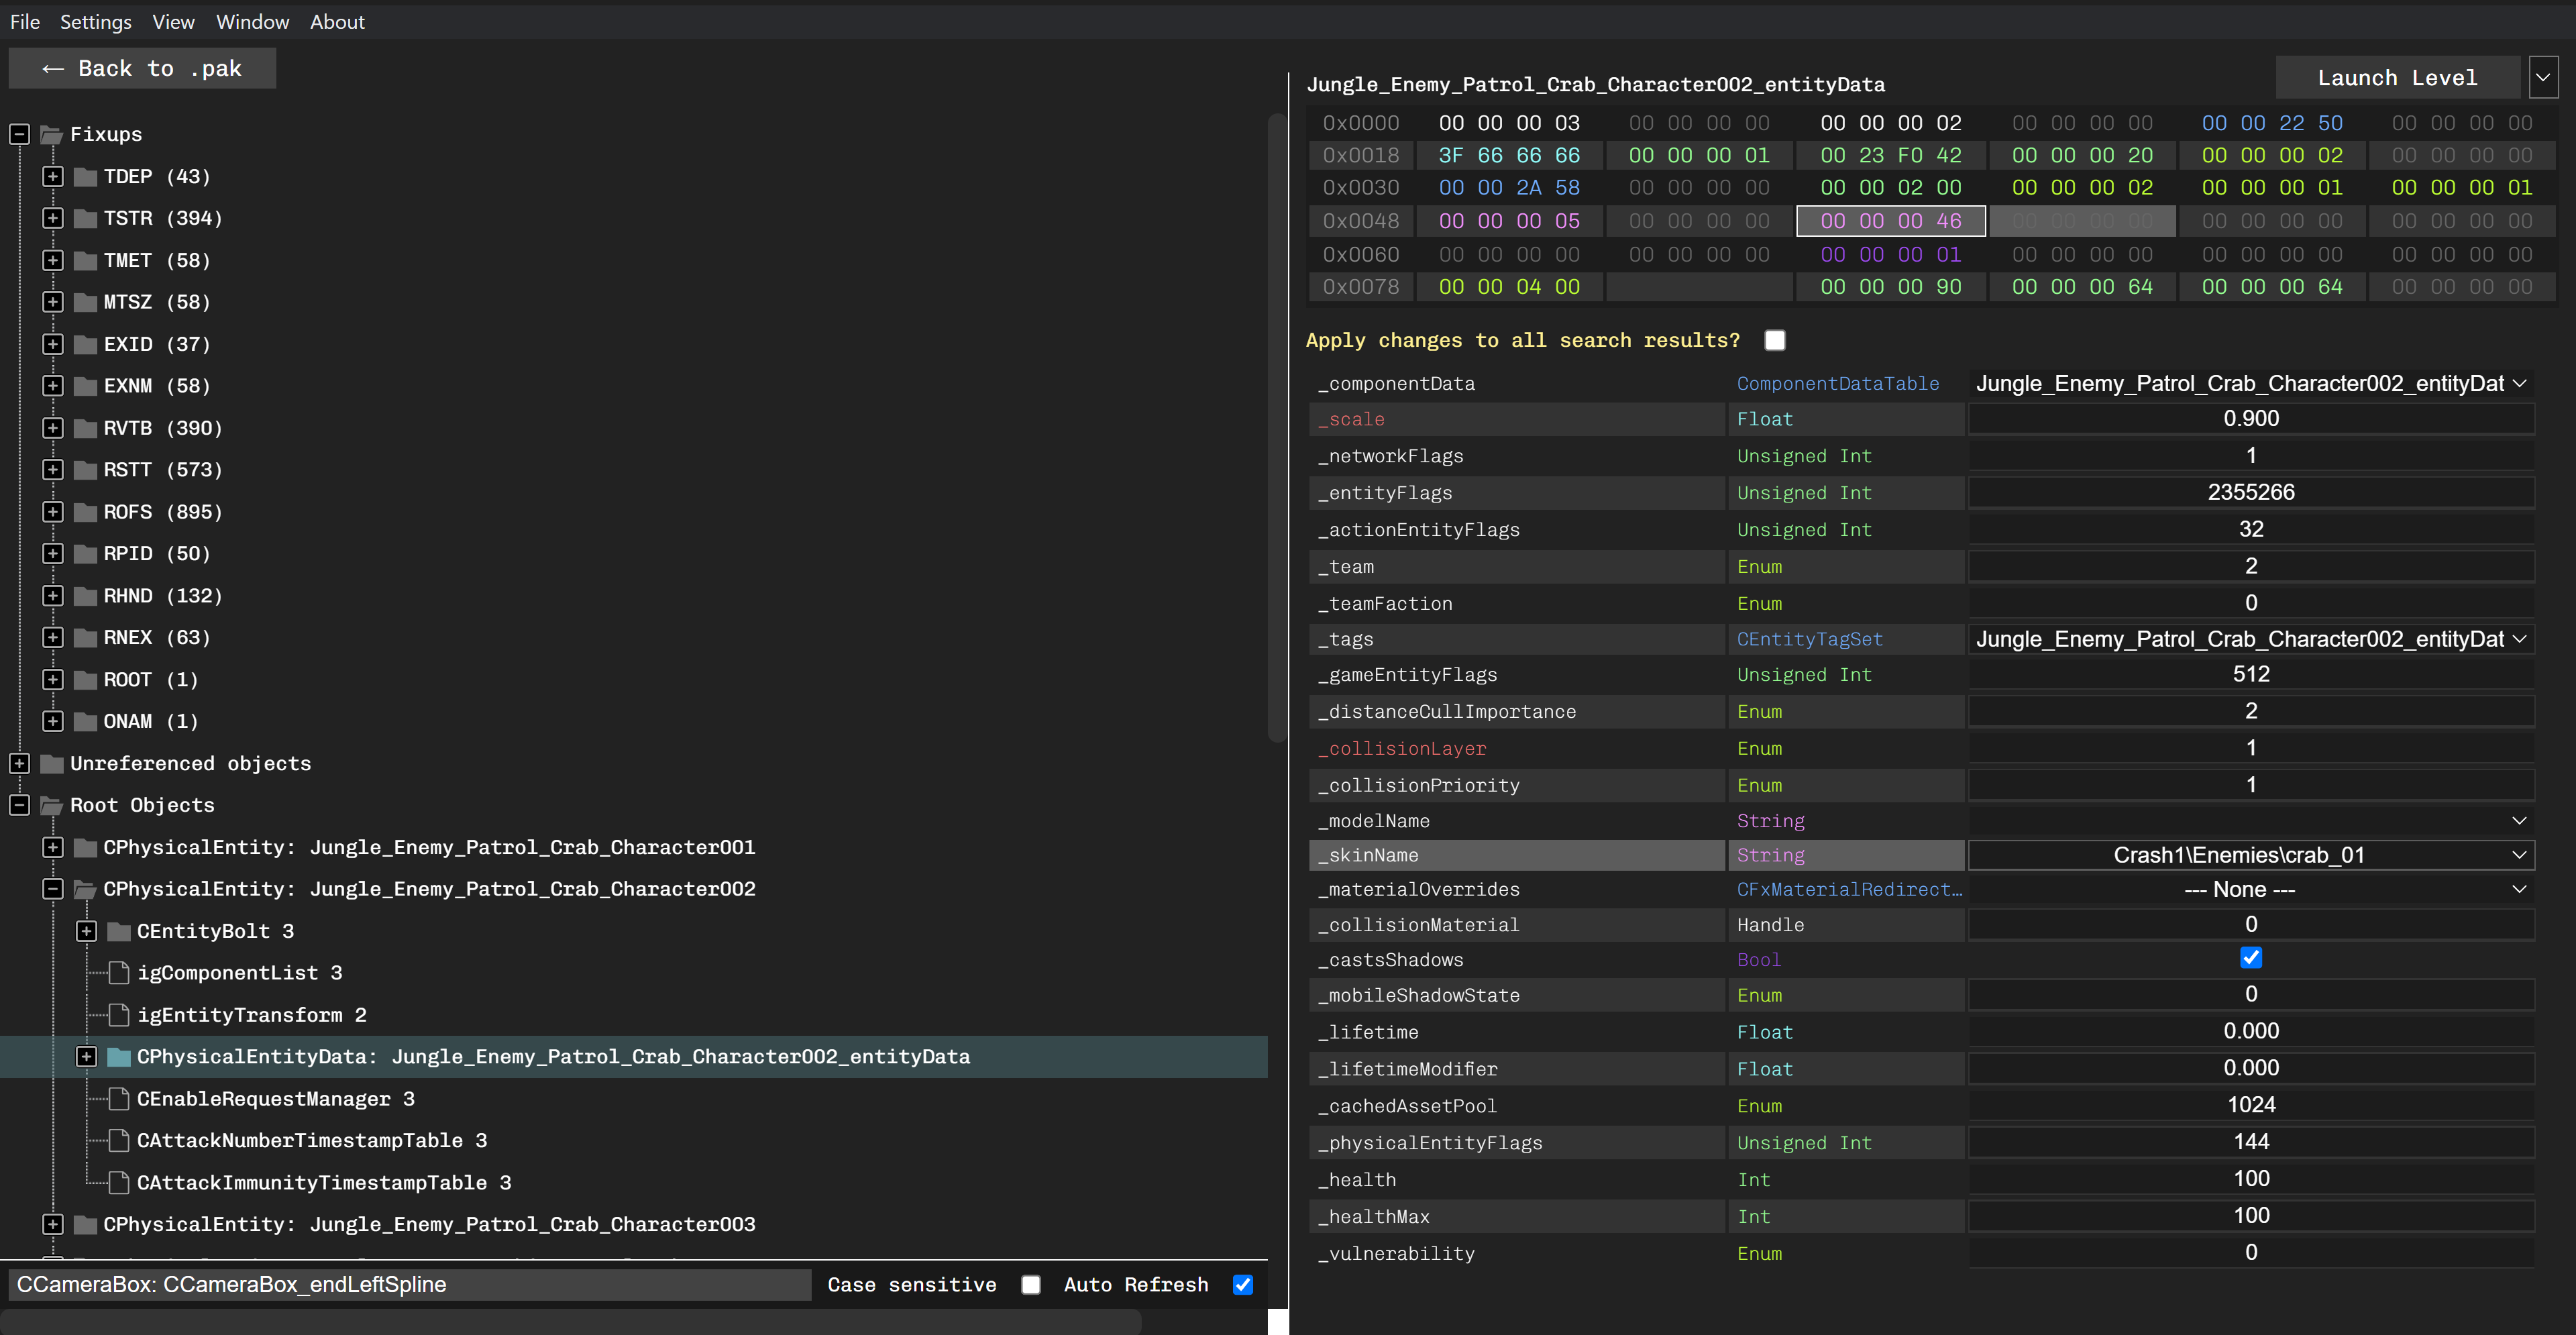 File Settings View Window About
← Back to .pak
Fixups
TDEP (43)
TSTR (394)
TMET (58)
MTSZ (58)
EXID (37)
EXNM (58)
RVTB (390)
RSTT (573)
ROFS (895)
RPID (50)
RHND (132)
RNEX (63)
ROOT (1)
ONAM (1)
Unreferenced objects
Root Objects
CPhysicalEntity: Jungle_Enemy_Patrol_Crab_Character001
CPhysicalEntity: Jungle_Enemy_Patrol_Crab_Character002
CEntityBolt 3
igComponentList 3
igEntityTransform 2
CPhysicalEntityData: Jungle_Enemy_Patrol_Crab_Character002_entityData
CEnableRequestManager 3
CAttackNumberTimestampTable 3
CAttackImmunityTimestampTable 3
CPhysicalEntity: Jungle_Enemy_Patrol_Crab_Character003
CCameraBox: CCameraBox_endLeftSpline Case sensitive Auto Refresh
Jungle_Enemy_Patrol_Crab_Character002_entityData
Launch Level
0x0000 00 00 00 03 00 00 00 00 00 00 00 02 00 00 00 00 00 00 22 50 00 00 00 00
0x0018 3F 66 66 66 00 00 00 01 00 23 F0 42 00 00 00 20 00 00 00 02 00 00 00 00
0x0030 00 00 2A 58 00 00 00 00 00 00 02 00 00 00 00 02 00 00 00 01 00 00 00 01
0x0048 00 00 00 05 00 00 00 00 00 00 00 46 00 00 00 00 00 00 00 00 00 00 00 00
0x0060 00 00 00 00 00 00 00 00 00 00 00 01 00 00 00 00 00 00 00 00 00 00 00 00
0x0078 00 00 04 00 00 00 00 90 00 00 00 64 00 00 00 64 00 00 00 00
Apply changes to all search results?
_componentData ComponentDataTable Jungle_Enemy_Patrol_Crab_Character002_entityDat
_scale Float 0.900
_networkFlags Unsigned Int 1
_entityFlags Unsigned Int 2355266
_actionEntityFlags Unsigned Int 32
_team Enum 2
_teamFaction Enum 0
_tags CEntityTagSet Jungle_Enemy_Patrol_Crab_Character002_entityDat
_gameEntityFlags Unsigned Int 512
_distanceCullImportance Enum 2
_collisionLayer Enum 1
_collisionPriority Enum 1
_modelName String
_skinName String Crash1\Enemies\crab_01
_materialOverrides CFxMaterialRedirect… --- None ---
_collisionMaterial Handle 0
_castsShadows Bool
_mobileShadowState Enum 0
_lifetime Float 0.000
_lifetimeModifier Float 0.000
_cachedAssetPool Enum 1024
_physicalEntityFlags Unsigned Int 144
_health Int 100
_healthMax Int 100
_vulnerability Enum 0